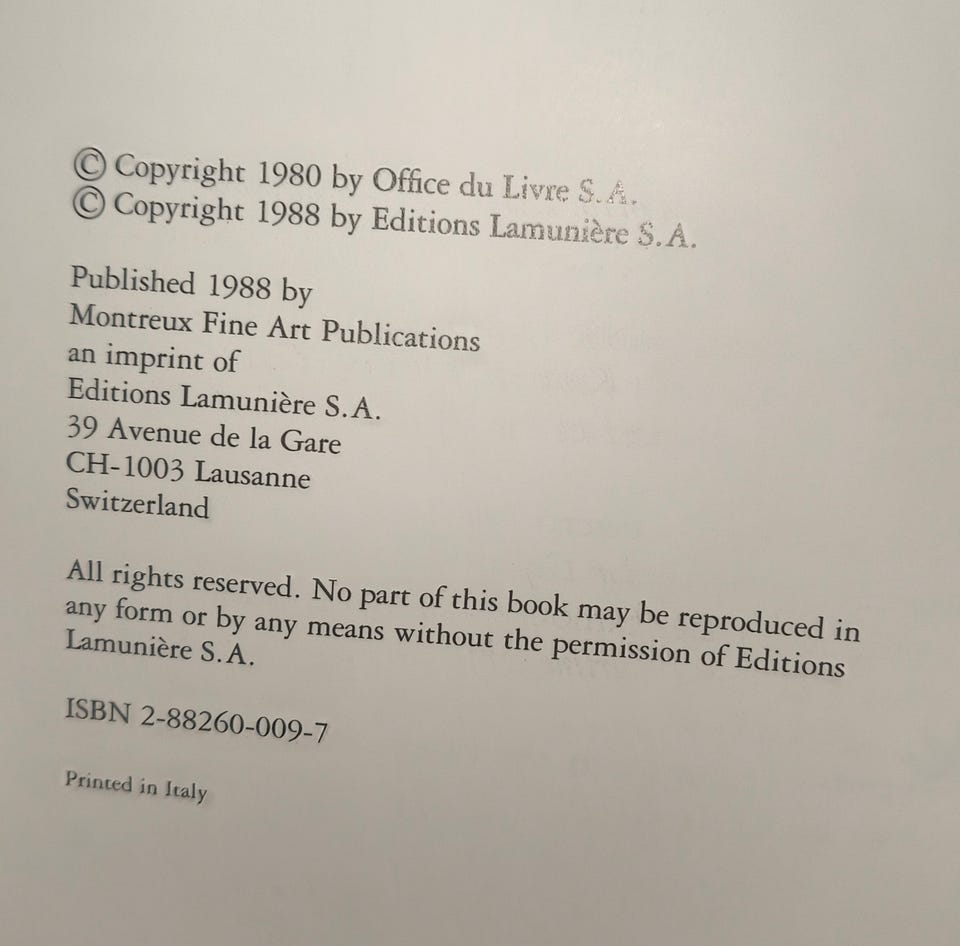 © Copyright 1980 by Office du Livre S.A.
© Copyright 1988 by Editions Lamunière S.A.
Published 1988 by
Montreux Fine Art Publications
an imprint of
Editions Lamunière S.A.
39 Avenue de la Gare
CH-1003 Lausanne
Switzerland
All rights reserved. No part of this book may be reproduced in
any form or by any means without the permission of Editions
Lamunière S.A.
ISBN 2-88260-009-7
Printed in Italy